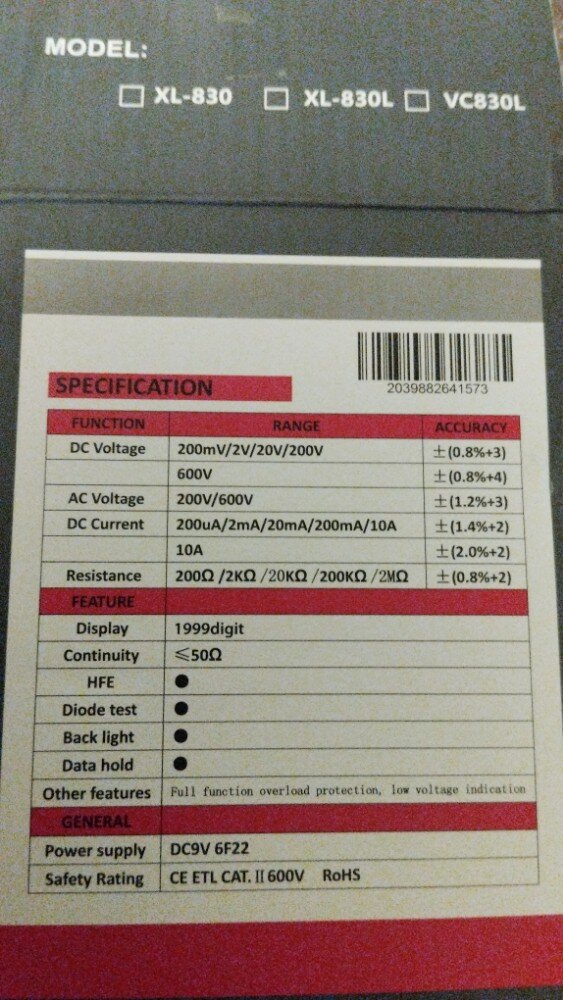 MODEL:
☐ XL-830 ☐ XL-830L ☐ VC830L
2039882641573
SPECIFICATION
FUNCTION RANGE ACCURACY
DC Voltage 200mV/2V/20V/200V ±(0.8%+3)
600V ±(0.8%+4)
AC Voltage 200V/600V ±(1.2%+3)
DC Current 200uA/2mA/20mA/200mA/10A ±(1.4%+2)
10A ±(2.0%+2)
Resistance 200Ω /2KΩ /20KΩ /200KΩ /2MΩ ±(0.8%+2)
FEATURE
Display 1999digit
Continuity ≤50Ω
HFE ●
Diode test ●
Back light ●
Data hold ●
Other features Full function overload protection, low voltage indication
GENERAL
Power supply DC9V 6F22
Safety Rating CE ETL CAT. II 600V RoHS